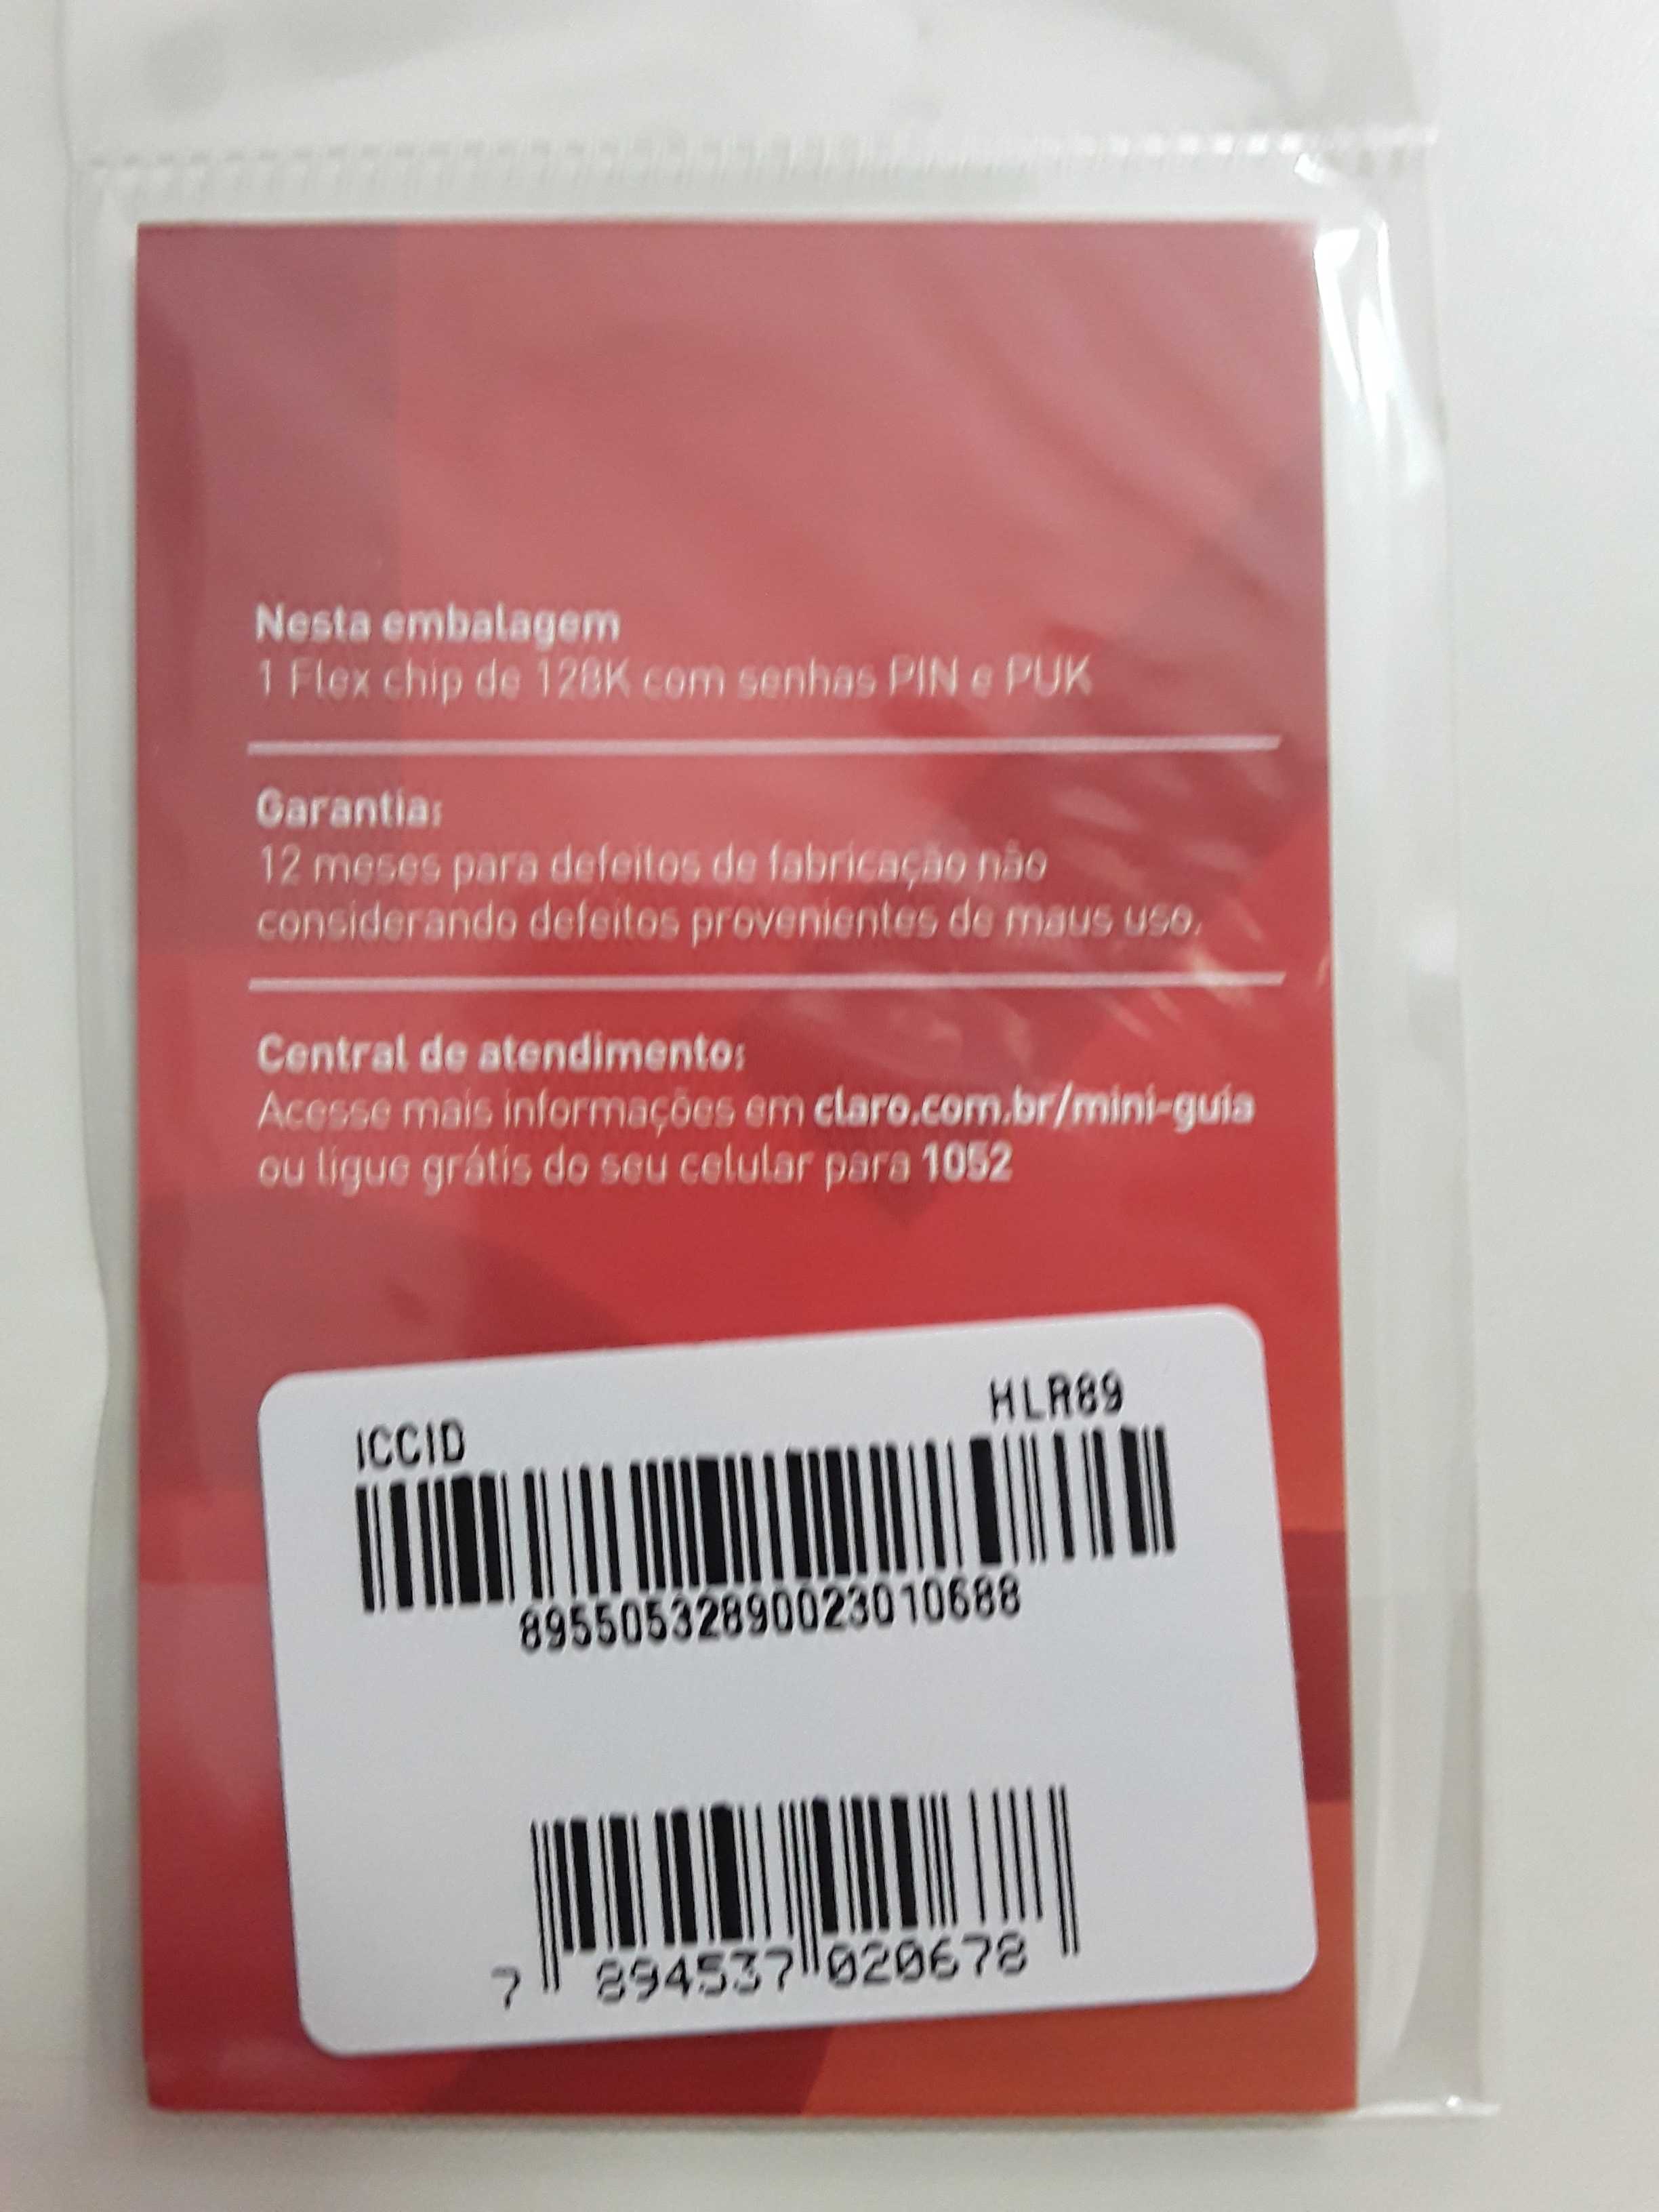 Nesta embalagem
1 Flex chip de 128K com senhas PIN e PUK
Garantia:
12 meses para defeitos de fabricação não
considerando defeitos provenientes de maus uso.
Central de atendimento:
Acesse mais informações em claro.com.br/mini-guia
ou ligue grátis do seu celular para 1052
ICCID HLR89
89550532890023010688
7 894537 020678